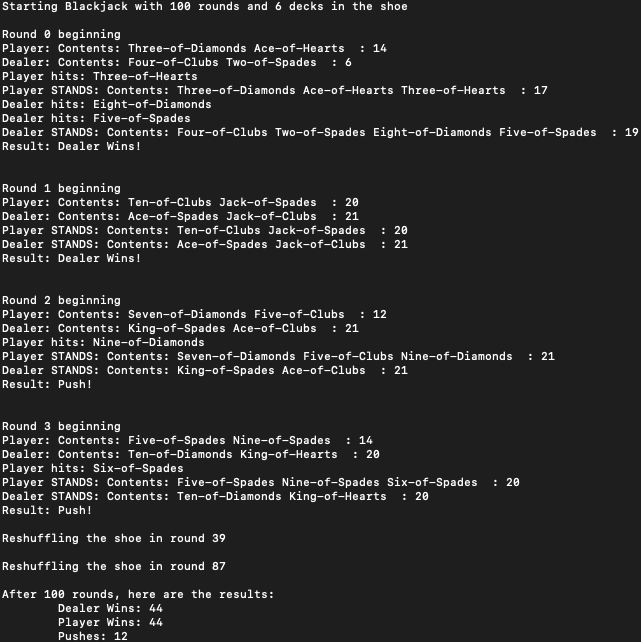 Starting Blackjack with 100 rounds and 6 decks in the shoe
Round 0 beginning
Player: Contents: Three-of-Diamonds Ace-of-Hearts  : 14
Dealer: Contents: Four-of-Clubs Two-of-Spades  : 6
Player hits: Three-of-Hearts
Player STANDS: Contents: Three-of-Diamonds Ace-of-Hearts Three-of-Hearts  : 17
Dealer hits: Eight-of-Diamonds
Dealer hits: Five-of-Spades
Dealer STANDS: Contents: Four-of-Clubs Two-of-Spades Eight-of-Diamonds Five-of-Spades  : 19
Result: Dealer Wins!
Round 1 beginning
Player: Contents: Ten-of-Clubs Jack-of-Spades  : 20
Dealer: Contents: Ace-of-Spades Jack-of-Clubs  : 21
Player STANDS: Contents: Ten-of-Clubs Jack-of-Spades  : 20
Dealer STANDS: Contents: Ace-of-Spades Jack-of-Clubs  : 21
Result: Dealer Wins!
Round 2 beginning
Player: Contents: Seven-of-Diamonds Five-of-Clubs  : 12
Dealer: Contents: King-of-Spades Ace-of-Clubs  : 21
Player hits: Nine-of-Diamonds
Player STANDS: Contents: Seven-of-Diamonds Five-of-Clubs Nine-of-Diamonds  : 21
Dealer STANDS: Contents: King-of-Spades Ace-of-Clubs  : 21
Result: Push!
Round 3 beginning
Player: Contents: Five-of-Spades Nine-of-Spades  : 14
Dealer: Contents: Ten-of-Diamonds King-of-Hearts  : 20
Player hits: Six-of-Spades
Player STANDS: Contents: Five-of-Spades Nine-of-Spades Six-of-Spades  : 20
Dealer STANDS: Contents: Ten-of-Diamonds King-of-Hearts  : 20
Result: Push!
Reshuffling the shoe in round 39
Reshuffling the shoe in round 87
After 100 rounds, here are the results:
Dealer Wins: 44
Player Wins: 44
Pushes: 12